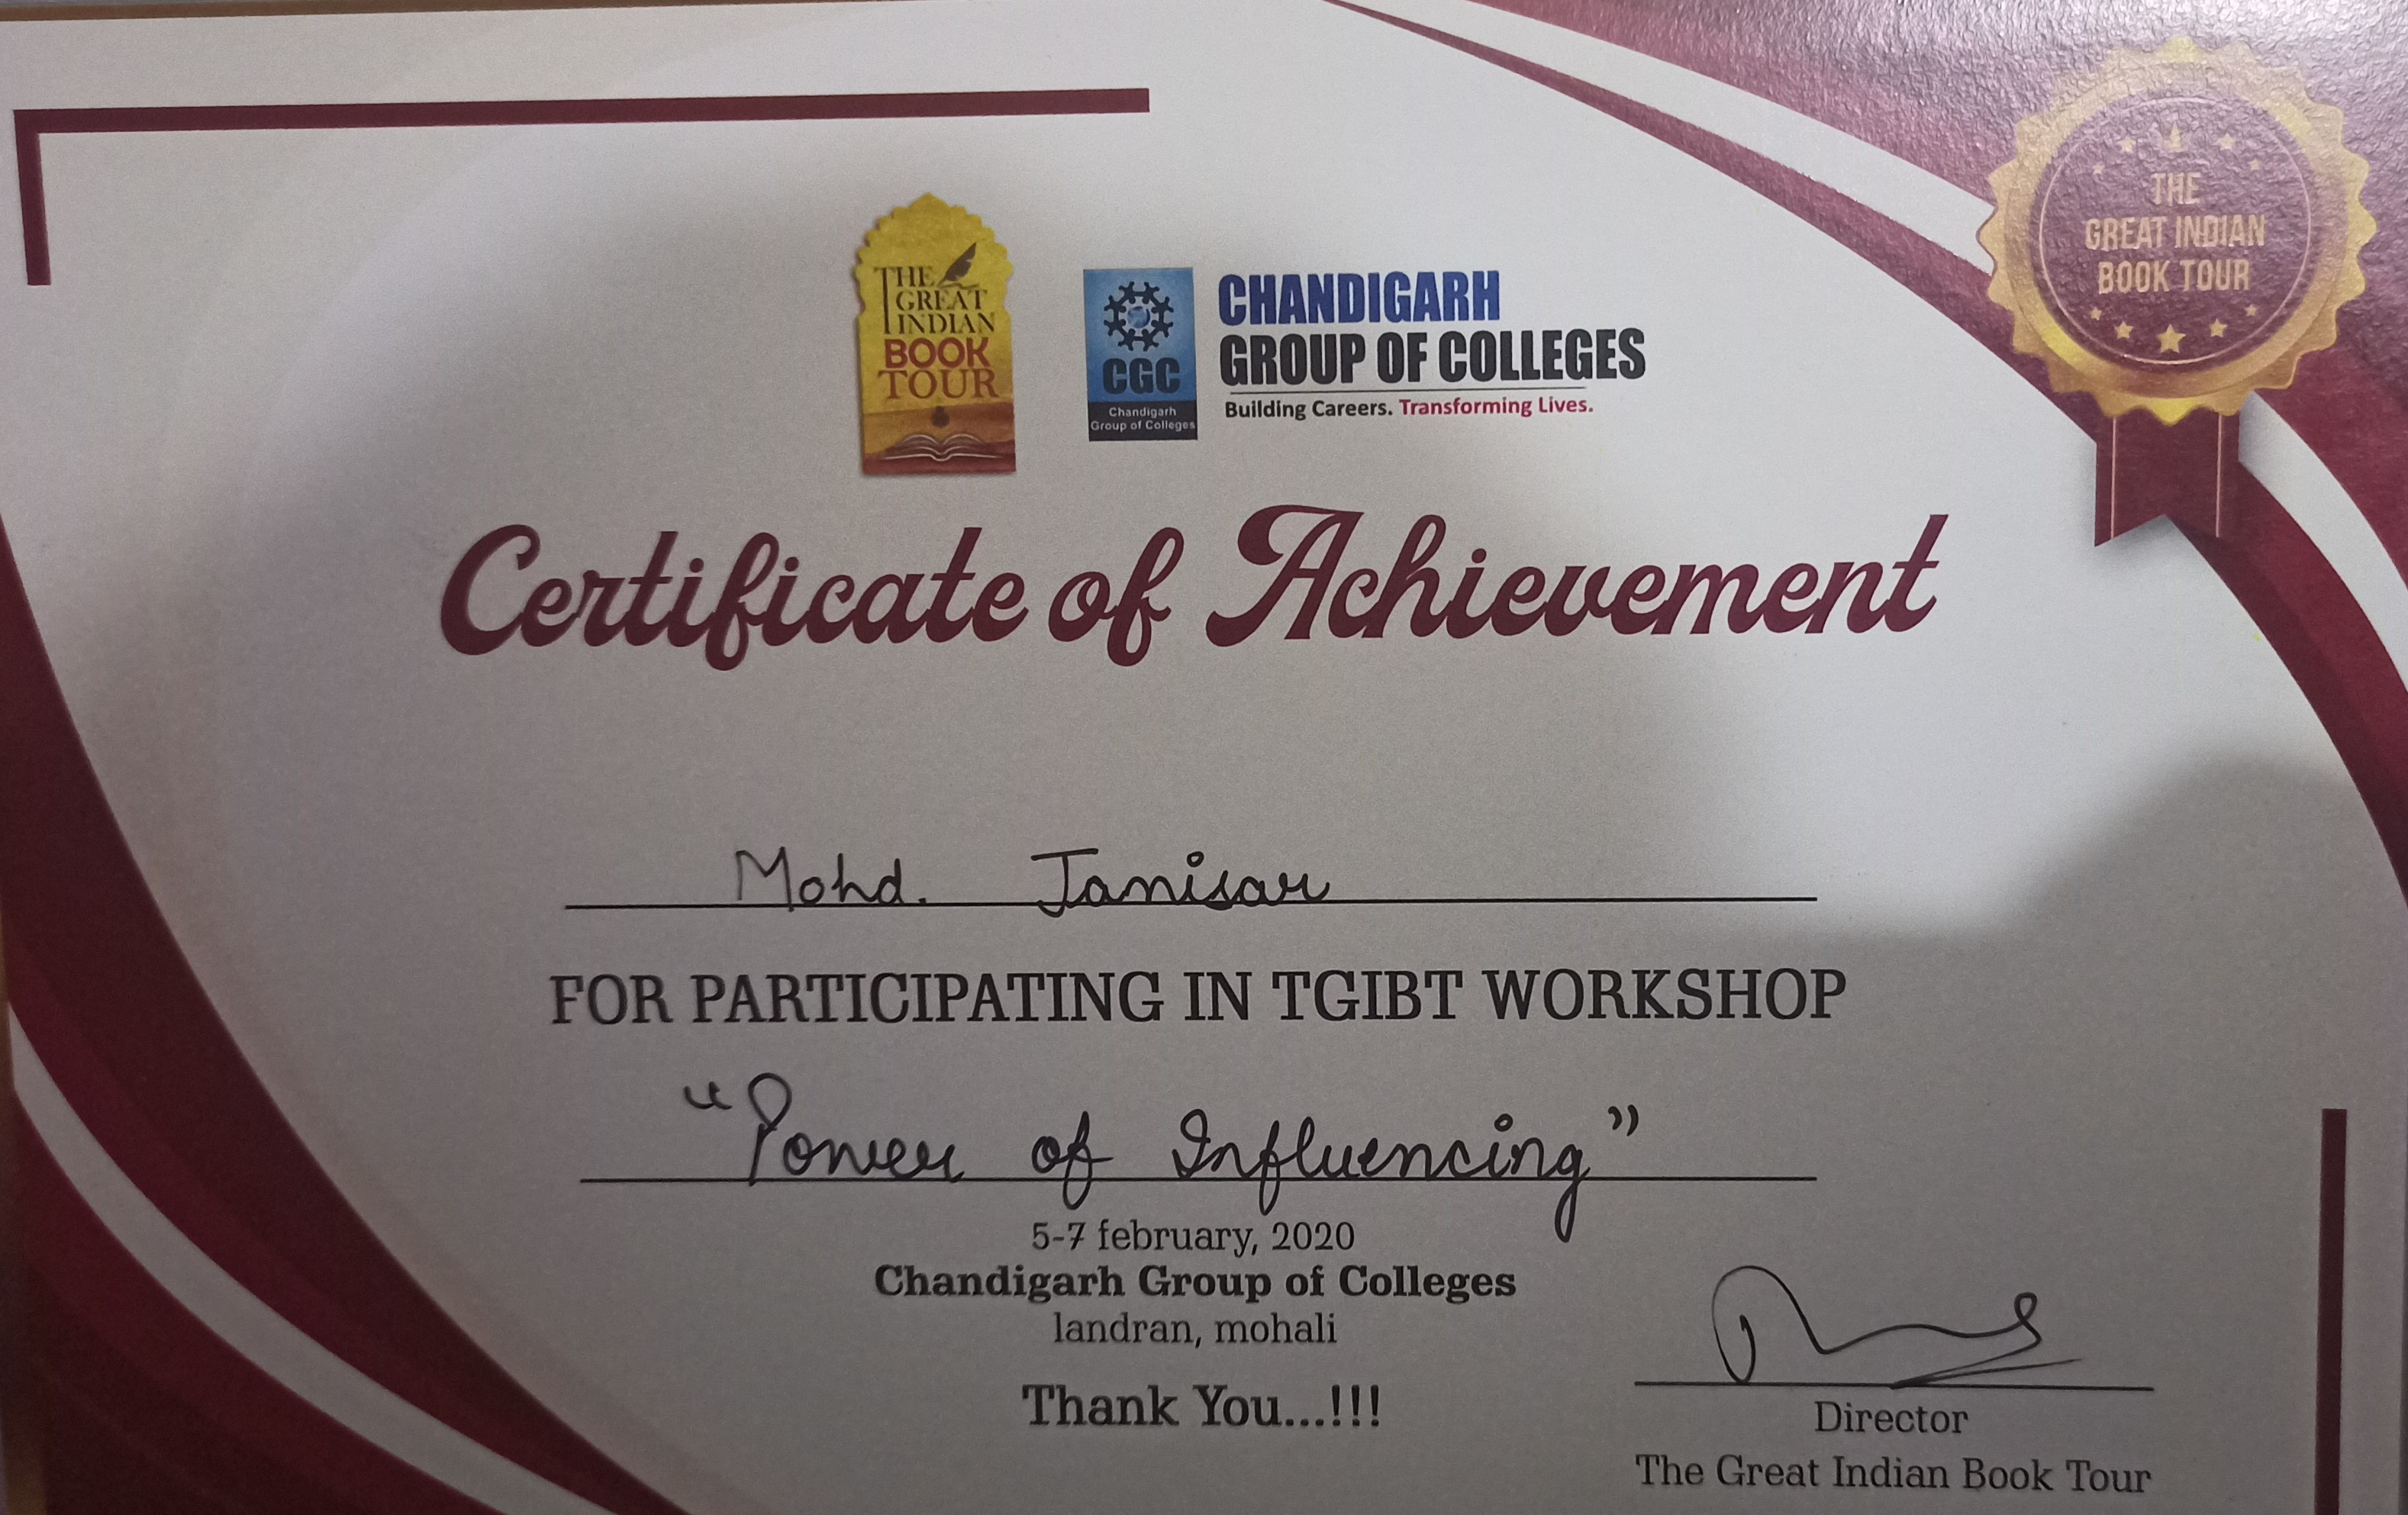 THE
GREAT
INDIAN
BOOK
TOUR
CGC
Chandigarh
Group of Colleges
CHANDIGARH
GROUP OF COLLEGES
Building Careers. Transforming Lives.
THE
GREAT INDIAN
BOOK TOUR
Certificate of Achievement
Mohd. Janisar
FOR PARTICIPATING IN TGIBT WORKSHOP
"Power of Influencing"
5-7 february, 2020
Chandigarh Group of Colleges
landran, mohali
Thank You...!!!
Director
The Great Indian Book Tour